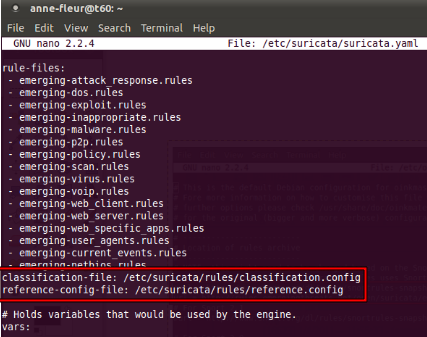 anne-fleur@t60: ~
File Edit View Search Terminal Help
GNU nano 2.2.4 File: /etc/suricata/suricata.yaml
rule-files:
- emerging-attack_response.rules
- emerging-dos.rules
- emerging-exploit.rules
- emerging-inappropriate.rules
- emerging-malware.rules
- emerging-p2p.rules
- emerging-policy.rules
- emerging-scan.rules
- emerging-virus.rules
- emerging-voip.rules
- emerging-web_client.rules
- emerging-web_server.rules
- emerging-web_specific_apps.rules
- emerging-user_agents.rules
- emerging-current_events.rules
classification-file: /etc/suricata/rules/classification.config
reference-config-file: /etc/suricata/rules/reference.config
# Holds variables that would be used by the engine.
vars: